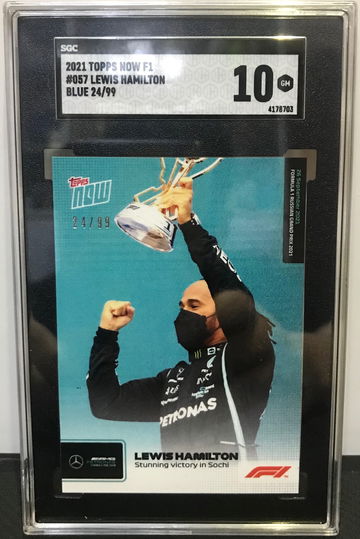 SGC
2021 TOPPS NOW F1
#057 LEWIS HAMILTON
BLUE 24/99
10
GM
4178703
TOPPS
now
24/99
26 September 2021
FORMULA 1 RUSSIAN GRAND PRIX 2021
PETRONAS
LEWIS HAMILTON
Stunning victory in Sochi
F1